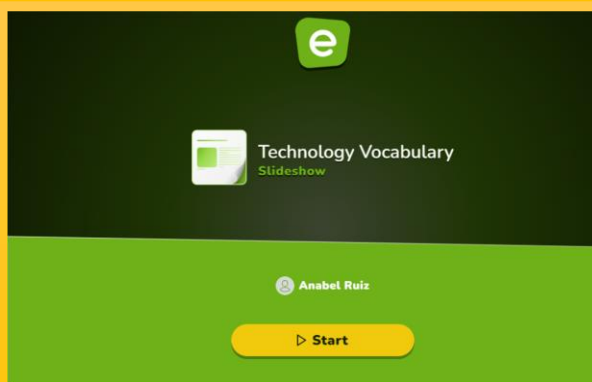 e
Technology Vocabulary
Slideshow
Anabel Ruiz
Start